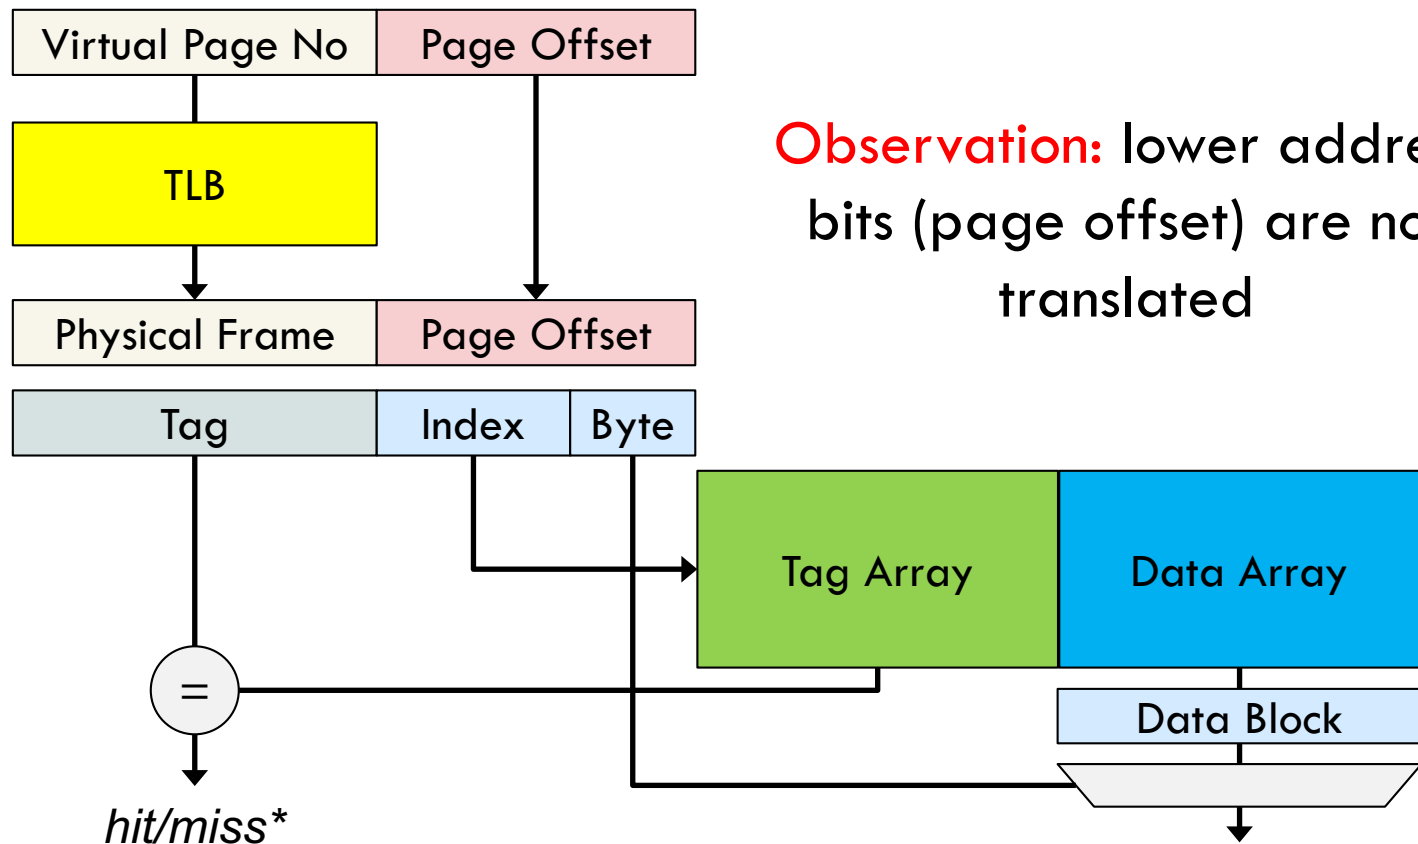 Virtual Page No
Page Offset
TLB
Observation: lower addre
bits (page offset) are no
translated
Physical Frame
Page Offset
Tag
Index
Byte
Tag Array
Data Array
=
Data Block
hit/miss*